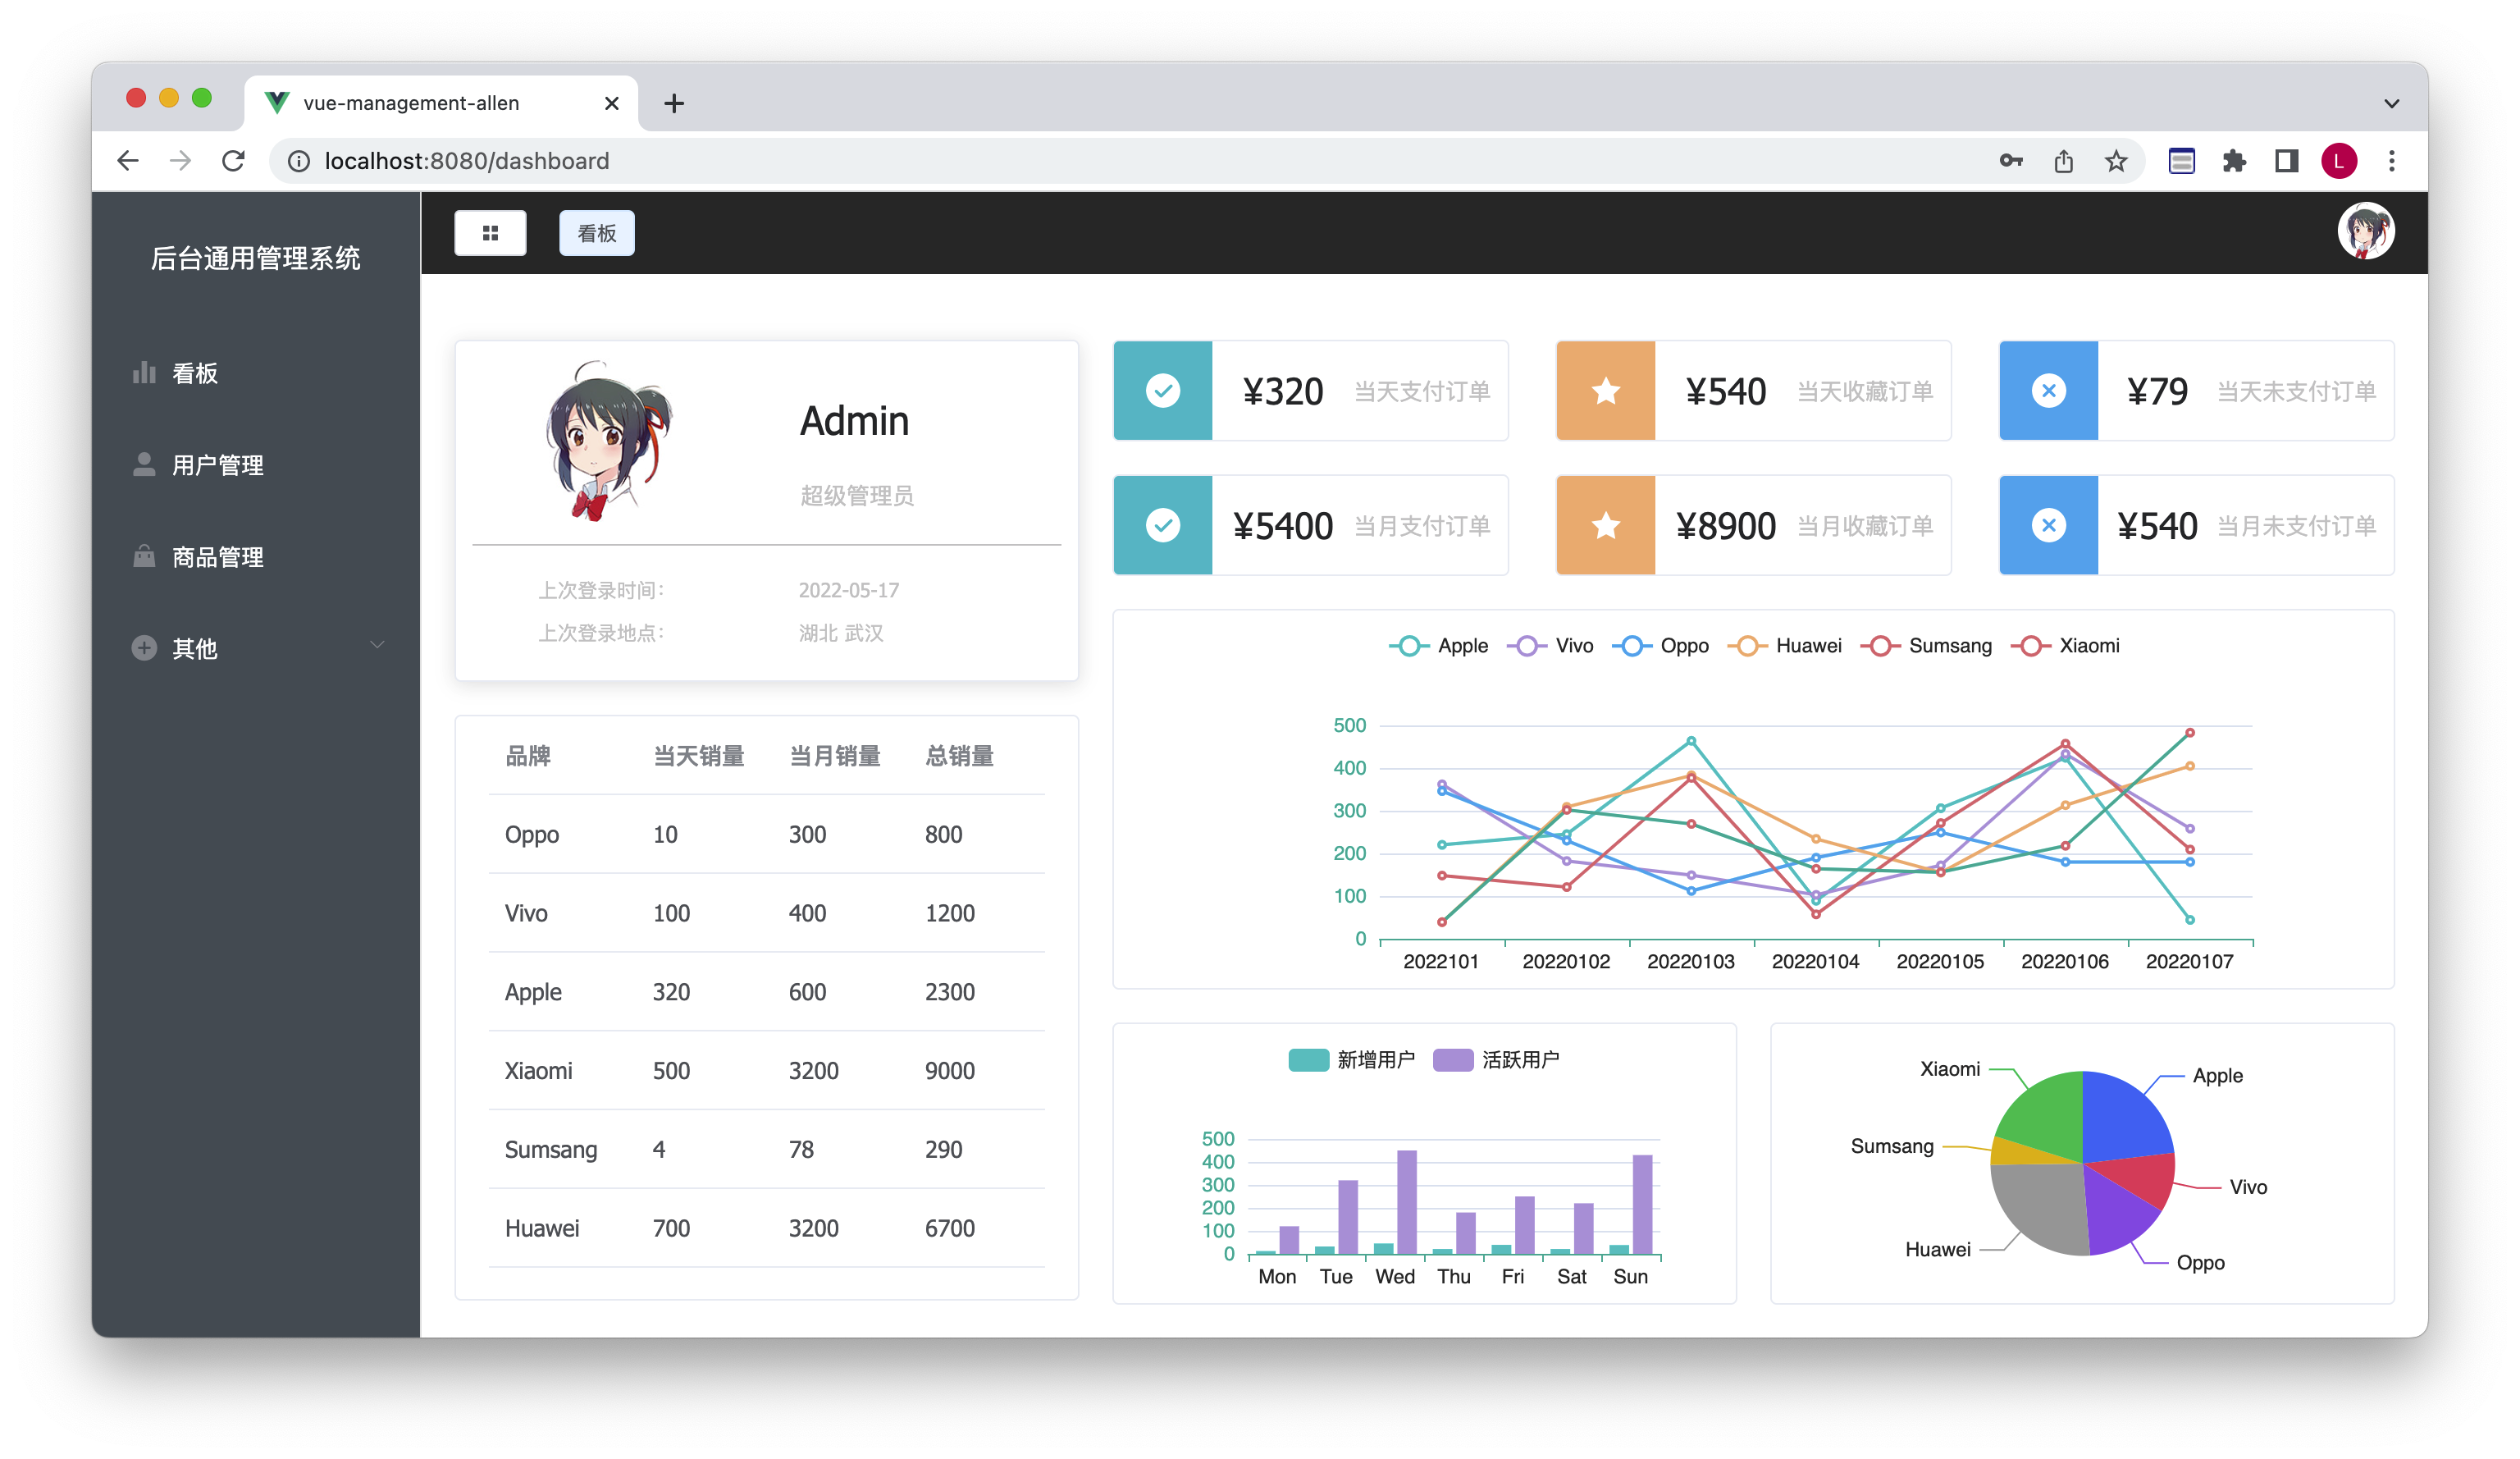 vue-management-allen
localhost:8080/dashboard
L
后台通用管理系统
看板
用户管理
商品管理
其他
看板
Admin
超级管理员
上次登录时间: 2022-05-17
上次登录地点: 湖北 武汉
品牌 当天销量 当月销量 总销量
Oppo 10 300 800
Vivo 100 400 1200
Apple 320 600 2300
Xiaomi 500 3200 9000
Sumsang 4 78 290
Huawei 700 3200 6700
¥320 当天支付订单
¥540 当天收藏订单
¥79 当天未支付订单
¥5400 当月支付订单
¥8900 当月收藏订单
¥540 当月未支付订单
Apple Vivo Oppo Huawei Sumsang Xiaomi
500
400
300
200
100
0
2022101 20220102 20220103 20220104 20220105 20220106 20220107
新增用户 活跃用户
500
400
300
200
100
0
Mon Tue Wed Thu Fri Sat Sun
Xiaomi
Apple
Sumsang
Vivo
Huawei
Oppo